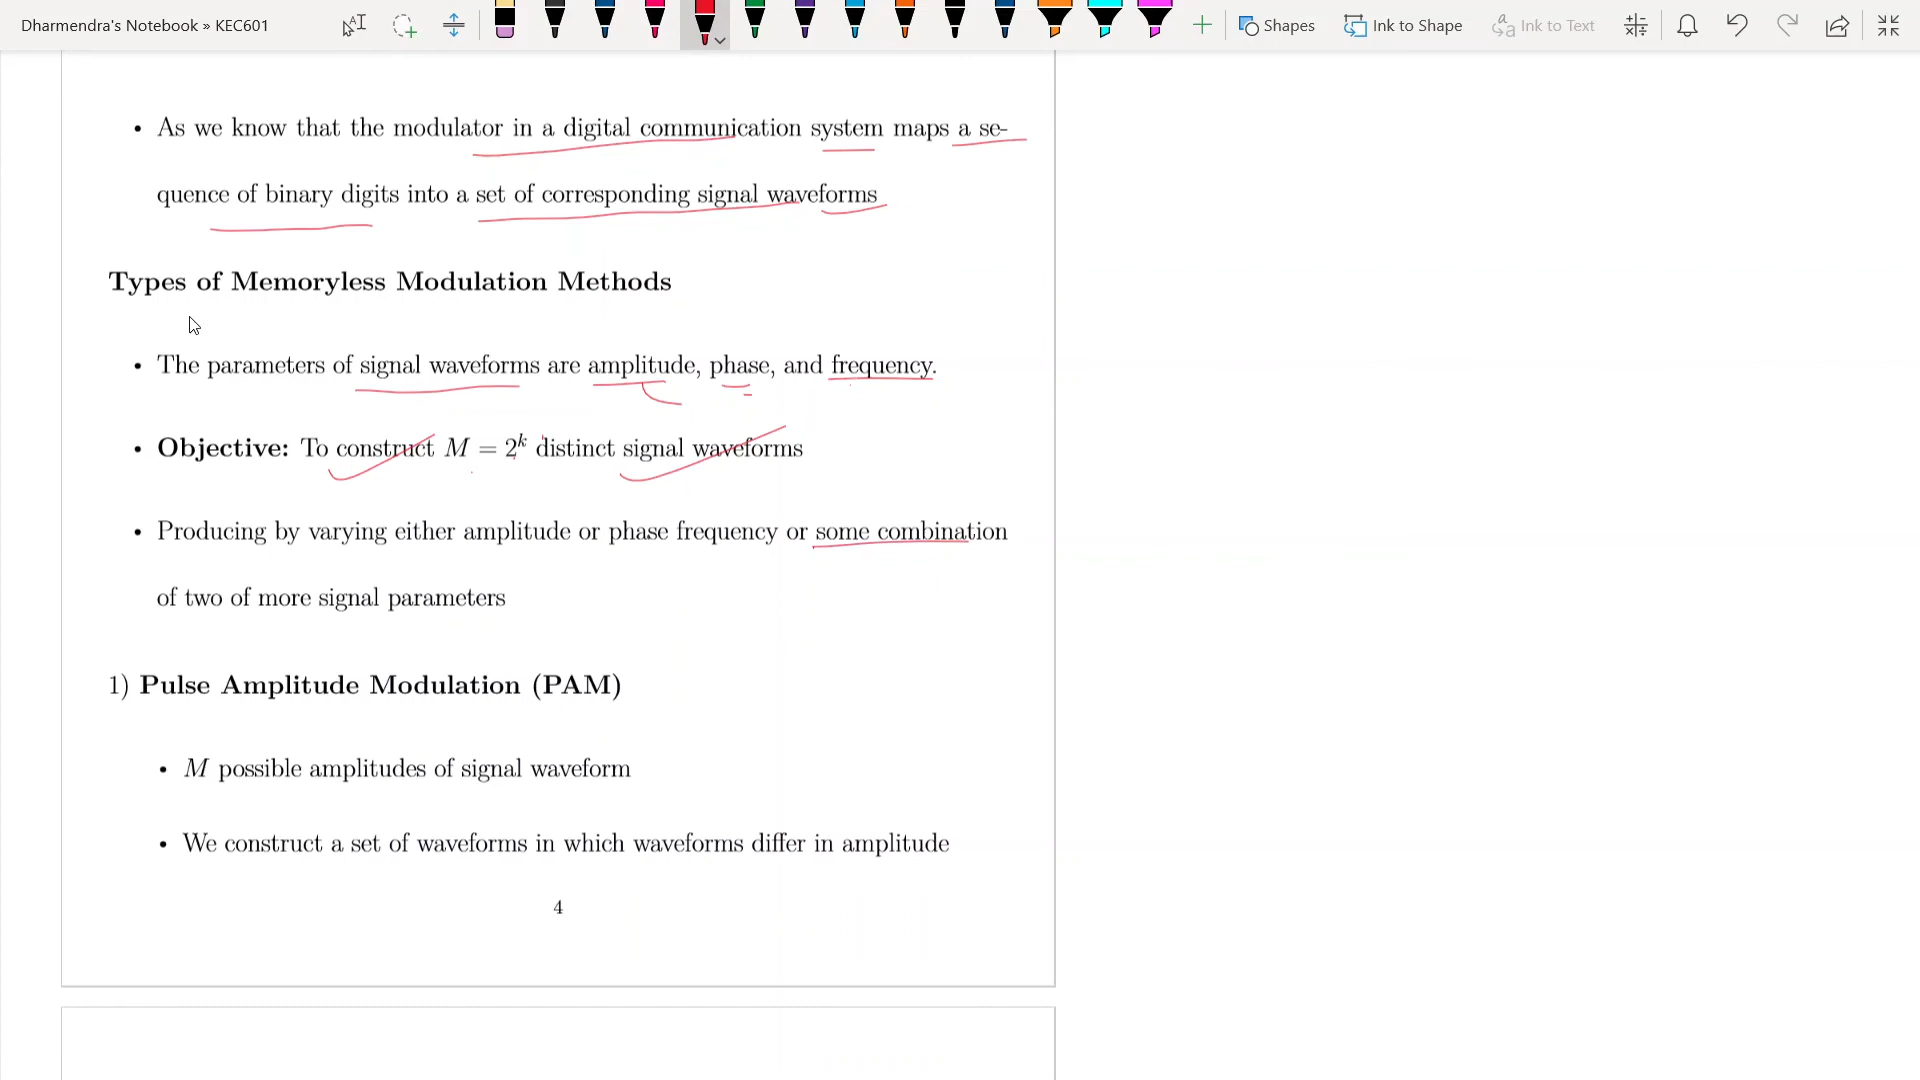 Dharmendra's Notebook » KEC601
Shapes
Ink to Shape
Ink to Text
• As we know that the modulator in a digital communication system maps a se-
quence of binary digits into a set of corresponding signal waveforms
Types of Memoryless Modulation Methods
• The parameters of signal waveforms are amplitude, phase, and frequency.
• Objective: To construct M = 2^k distinct signal waveforms
• Producing by varying either amplitude or phase frequency or some combination
of two of more signal parameters
1) Pulse Amplitude Modulation (PAM)
• M possible amplitudes of signal waveform
• We construct a set of waveforms in which waveforms differ in amplitude
4